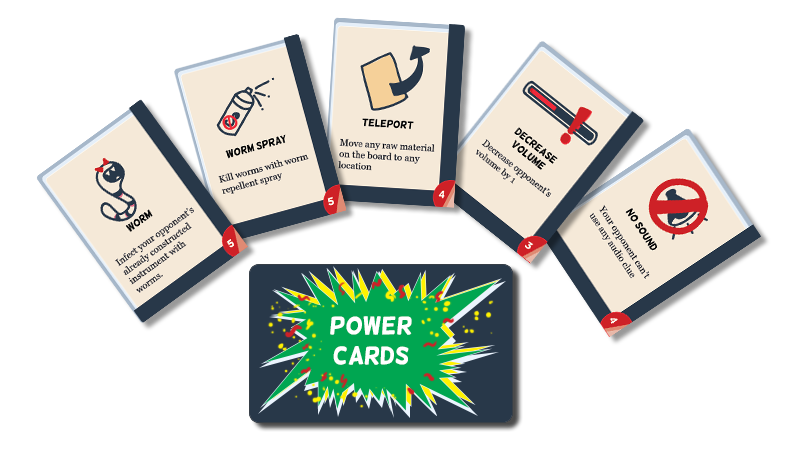 WORM
Infect your opponent's
already constructed
instrument with
worms.
5
WORM SPRAY
Kill worms with worm
repellent spray
5
TELEPORT
Move any raw material
on the board to any
location
4
DECREASE
VOLUME
Decrease opponent's
volume by 1
3
NO SOUND
Your opponent can't
use any audio clue
4
POWER
CARDS